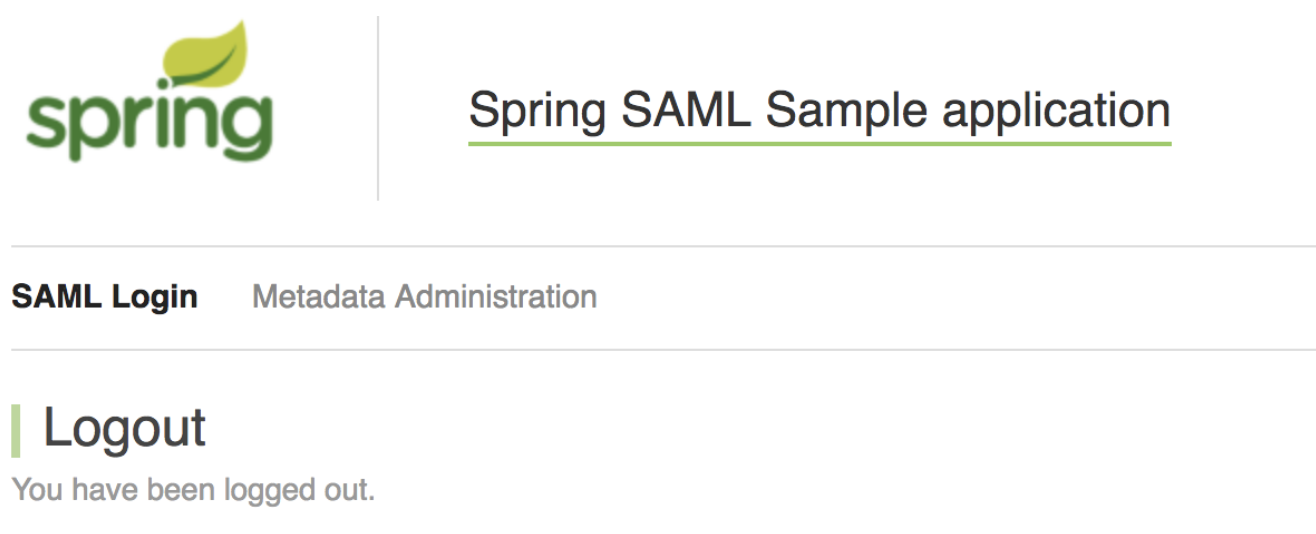 spring
Spring SAML Sample application
SAML Login Metadata Administration
Logout
You have been logged out.